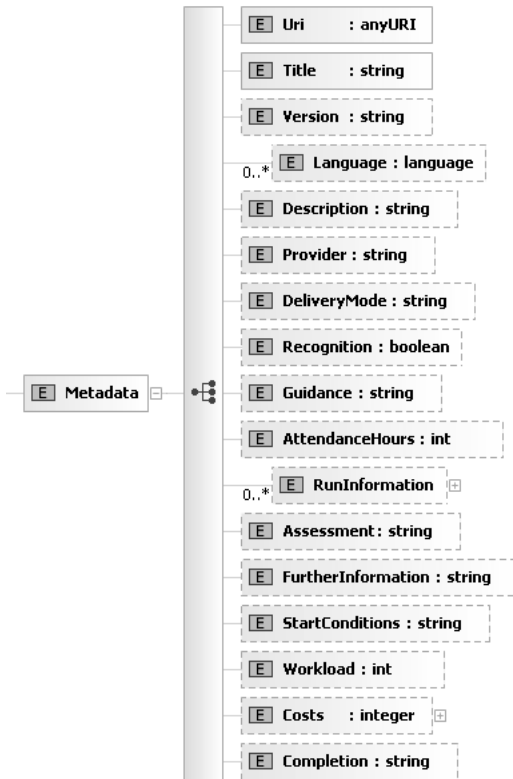 E Uri : anyURI
E Title : string
E Version : string
0..* E Language : language
E Description : string
E Provider : string
E DeliveryMode : string
E Recognition : boolean
E Metadata
E Guidance : string
E AttendanceHours : int
0..* E RunInformation
E Assessment : string
E FurtherInformation : string
E StartConditions : string
E Workload : int
E Costs : integer
E Completion : string